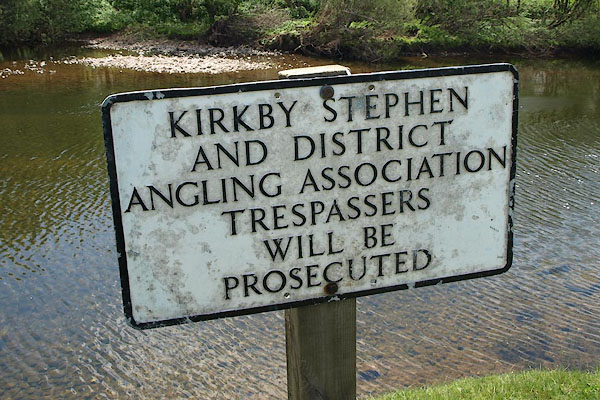 KIRKBY STEPHEN
AND DISTRICT
ANGLING ASSOCIATION
TRESPASSERS
WILL BE
PROSECUTED